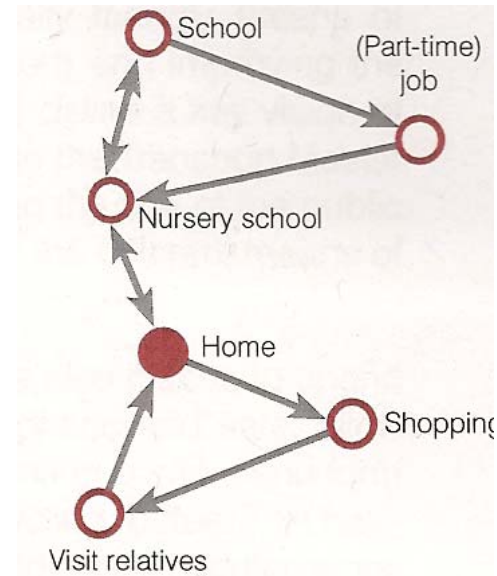 School
(Part-time)
job
Nursery school
Home
Shopping
Visit relatives